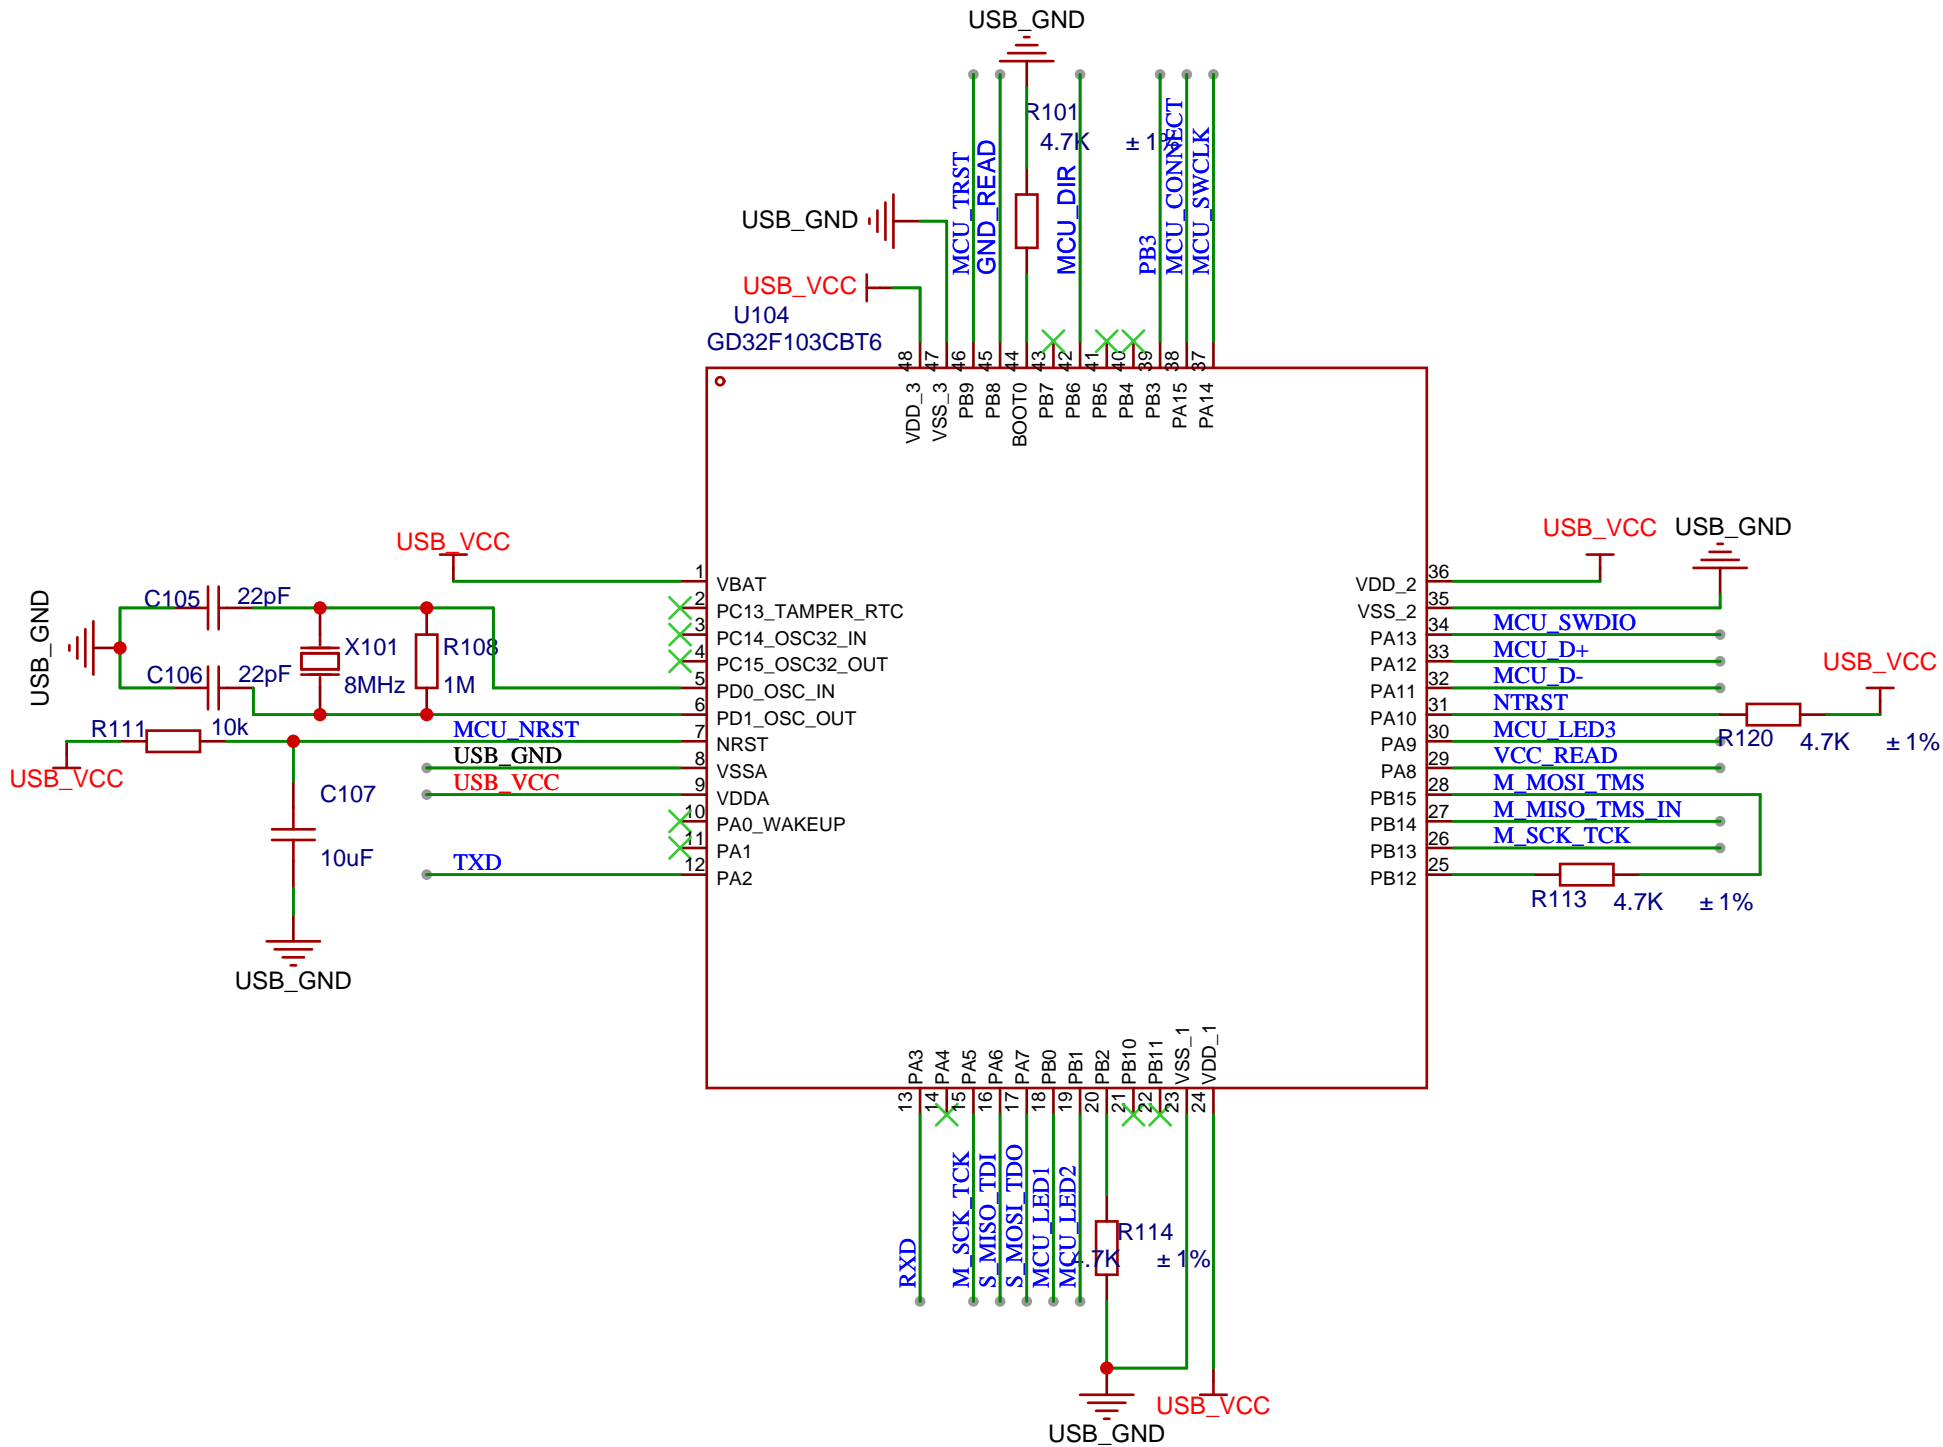 USB_GND
R101
4.7K
± 1%
MCU_TRST
GND_READ
MCU_DIR
PB3
MCU_CONNECT
MCU_SWCLK
USB_GND
USB_VCC
U104
GD32F103CBT6
48
47
46
45
44
43
42
41
40
39
38
37
VDD_3
VSS_3
PB9
PB8
BOOT0
PB7
PB6
PB5
PB4
PB3
PA15
PA14
USB_VCC
USB_GND
C105 22pF
X101
8MHz
R108
1M
C106 22pF
R111 10k
USB_VCC
MCU_NRST
USB_GND
USB_VCC
C107
10uF
TXD
USB_GND
1 VBAT
2 PC13_TAMPER_RTC
3 PC14_OSC32_IN
4 PC15_OSC32_OUT
5 PD0_OSC_IN
6 PD1_OSC_OUT
7 NRST
8 VSSA
9 VDDA
10 PA0_WAKEUP
11 PA1
12 PA2
USB_VCC USB_GND
VDD_2 36
VSS_2 35
PA13 34 MCU_SWDIO
PA12 33 MCU_D+
PA11 32 MCU_D-
PA10 31 NTRST
PA9 30 MCU_LED3
PA8 29 VCC_READ
PB15 28 M_MOSI_TMS
PB14 27 M_MISO_TMS_IN
PB13 26 M_SCK_TCK
PB12 25
USB_VCC
R120 4.7K ± 1%
R113 4.7K ± 1%
PA3
PA4
PA5
PA6
PA7
PB0
PB1
PB2
PB10
PB11
VSS_1
VDD_1
13
14
15
16
17
18
19
20
21
22
23
24
RXD
M_SCK_TCK
S_MISO_TDI
S_MOSI_TDO
MCU_LED1
MCU_LED2
R114
4.7K ± 1%
USB_GND
USB_VCC